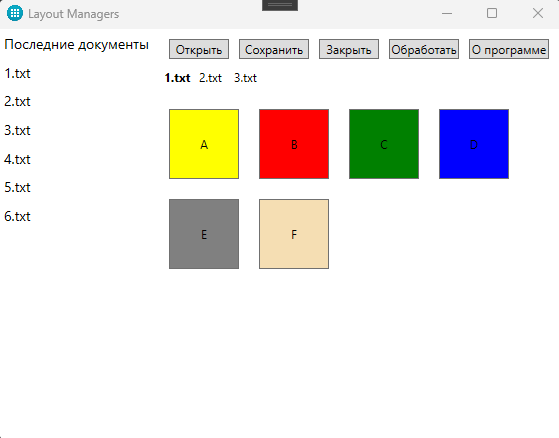 Layout Managers
Последние документы
1.txt
2.txt
3.txt
4.txt
5.txt
6.txt
Открыть Сохранить Закрыть Обработать О программе
1.txt 2.txt 3.txt
A B C D
E F